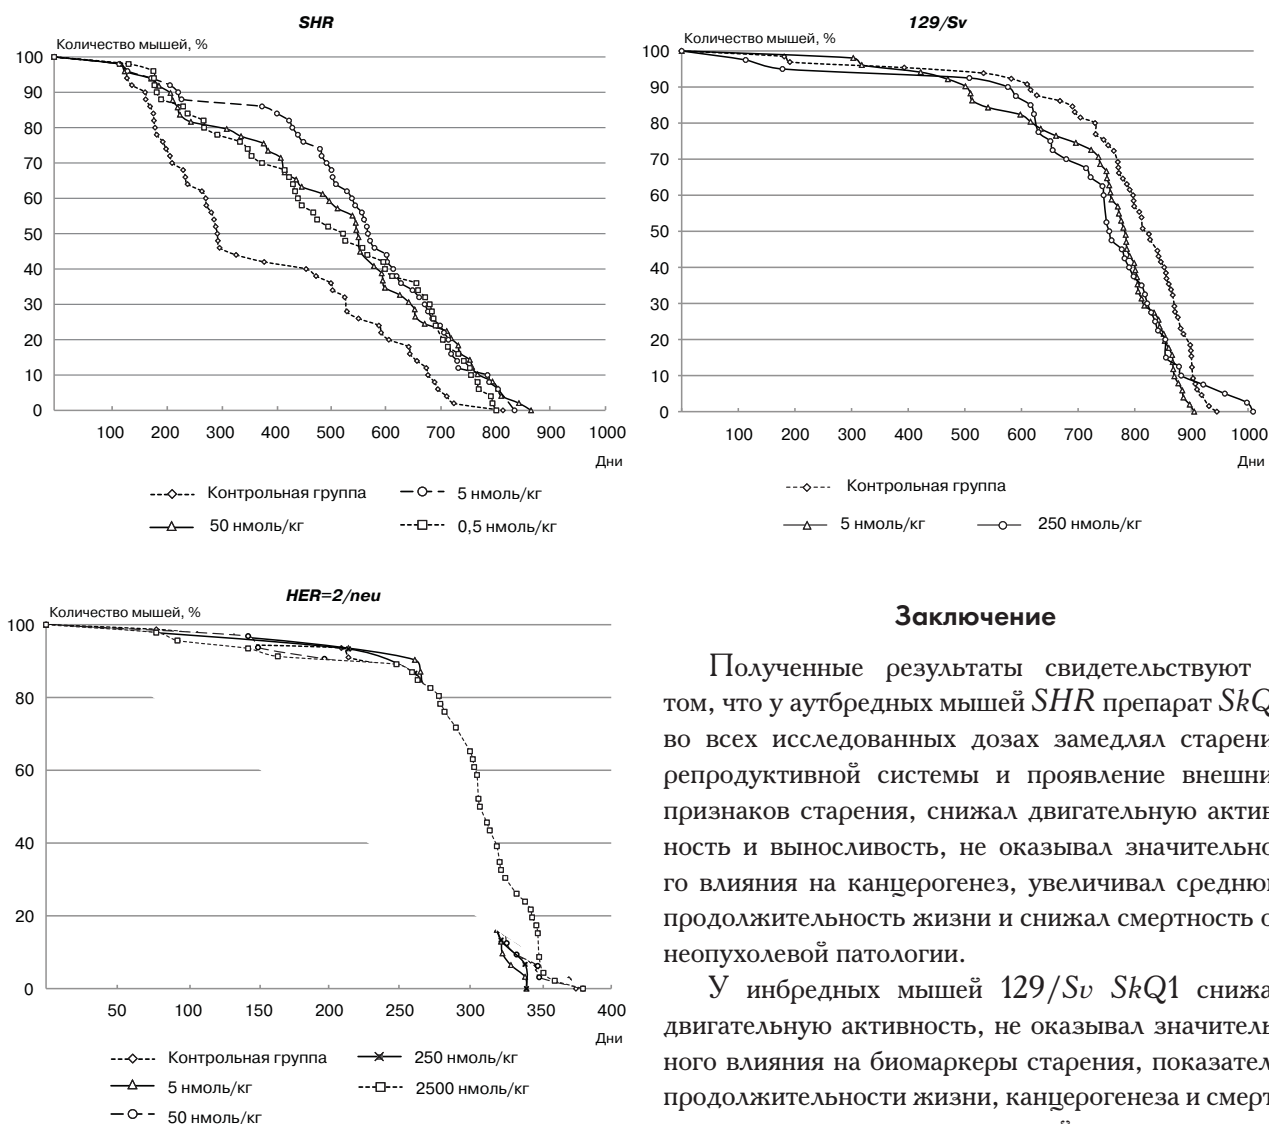 SHR
Количество мышей, %
100
90
80
70
60
50
40
30
20
10
0
100 200 300 400 500 600 700 800 900 1000
Дни
Контрольная группа
5 нмоль/кг
50 нмоль/кг
0,5 нмоль/кг
129/Sv
Количество мышей, %
100
90
80
70
60
50
40
30
20
10
0
100 200 300 400 500 600 700 800 900 1000
Дни
Контрольная группа
5 нмоль/кг
250 нмоль/кг
HER=2/neu
Количество мышей, %
100
80
60
40
20
0
50 100 150 200 250 300 350 400
Дни
Контрольная группа
250 нмоль/кг
5 нмоль/кг
2500 нмоль/кг
50 нмоль/кг
Заключение
Полученные результаты свидетельствуют
том, что у аутбредных мышей SHR препарат SkQ
во всех исследованных дозах замедлял старени
репродуктивной системы и проявление внешни
признаков старения, снижал двигательную актив
ность и выносливость, не оказывал значительно
го влияния на канцерогенез, увеличивал средню
продолжительность жизни и снижал смертность о
неопухолевой патологии.
У инбредных мышей 129/Sv SkQ1 снижа
двигательную активность, не оказывал значитель
ного влияния на биомаркеры старения, показател
продолжительности жизни, канцерогенеза и смерт